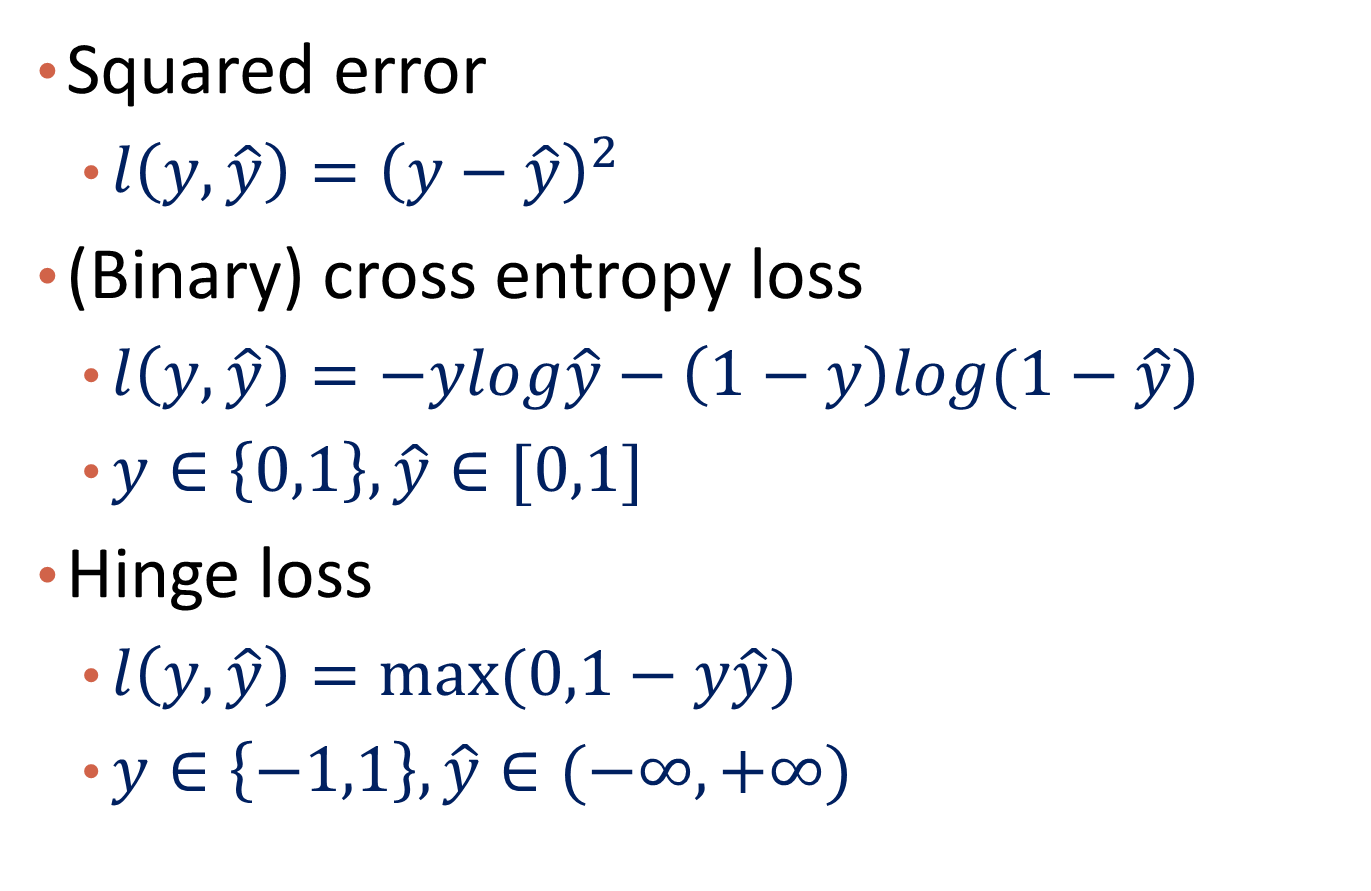 • Squared error
• l(y, ŷ) = (y − ŷ)²
• (Binary) cross entropy loss
• l(y, ŷ) = −ylogŷ − (1 − y)log(1 − ŷ)
• y ∈ {0,1}, ŷ ∈ [0,1]
• Hinge loss
• l(y, ŷ) = max(0,1 − yŷ)
• y ∈ {−1,1}, ŷ ∈ (−∞, +∞)